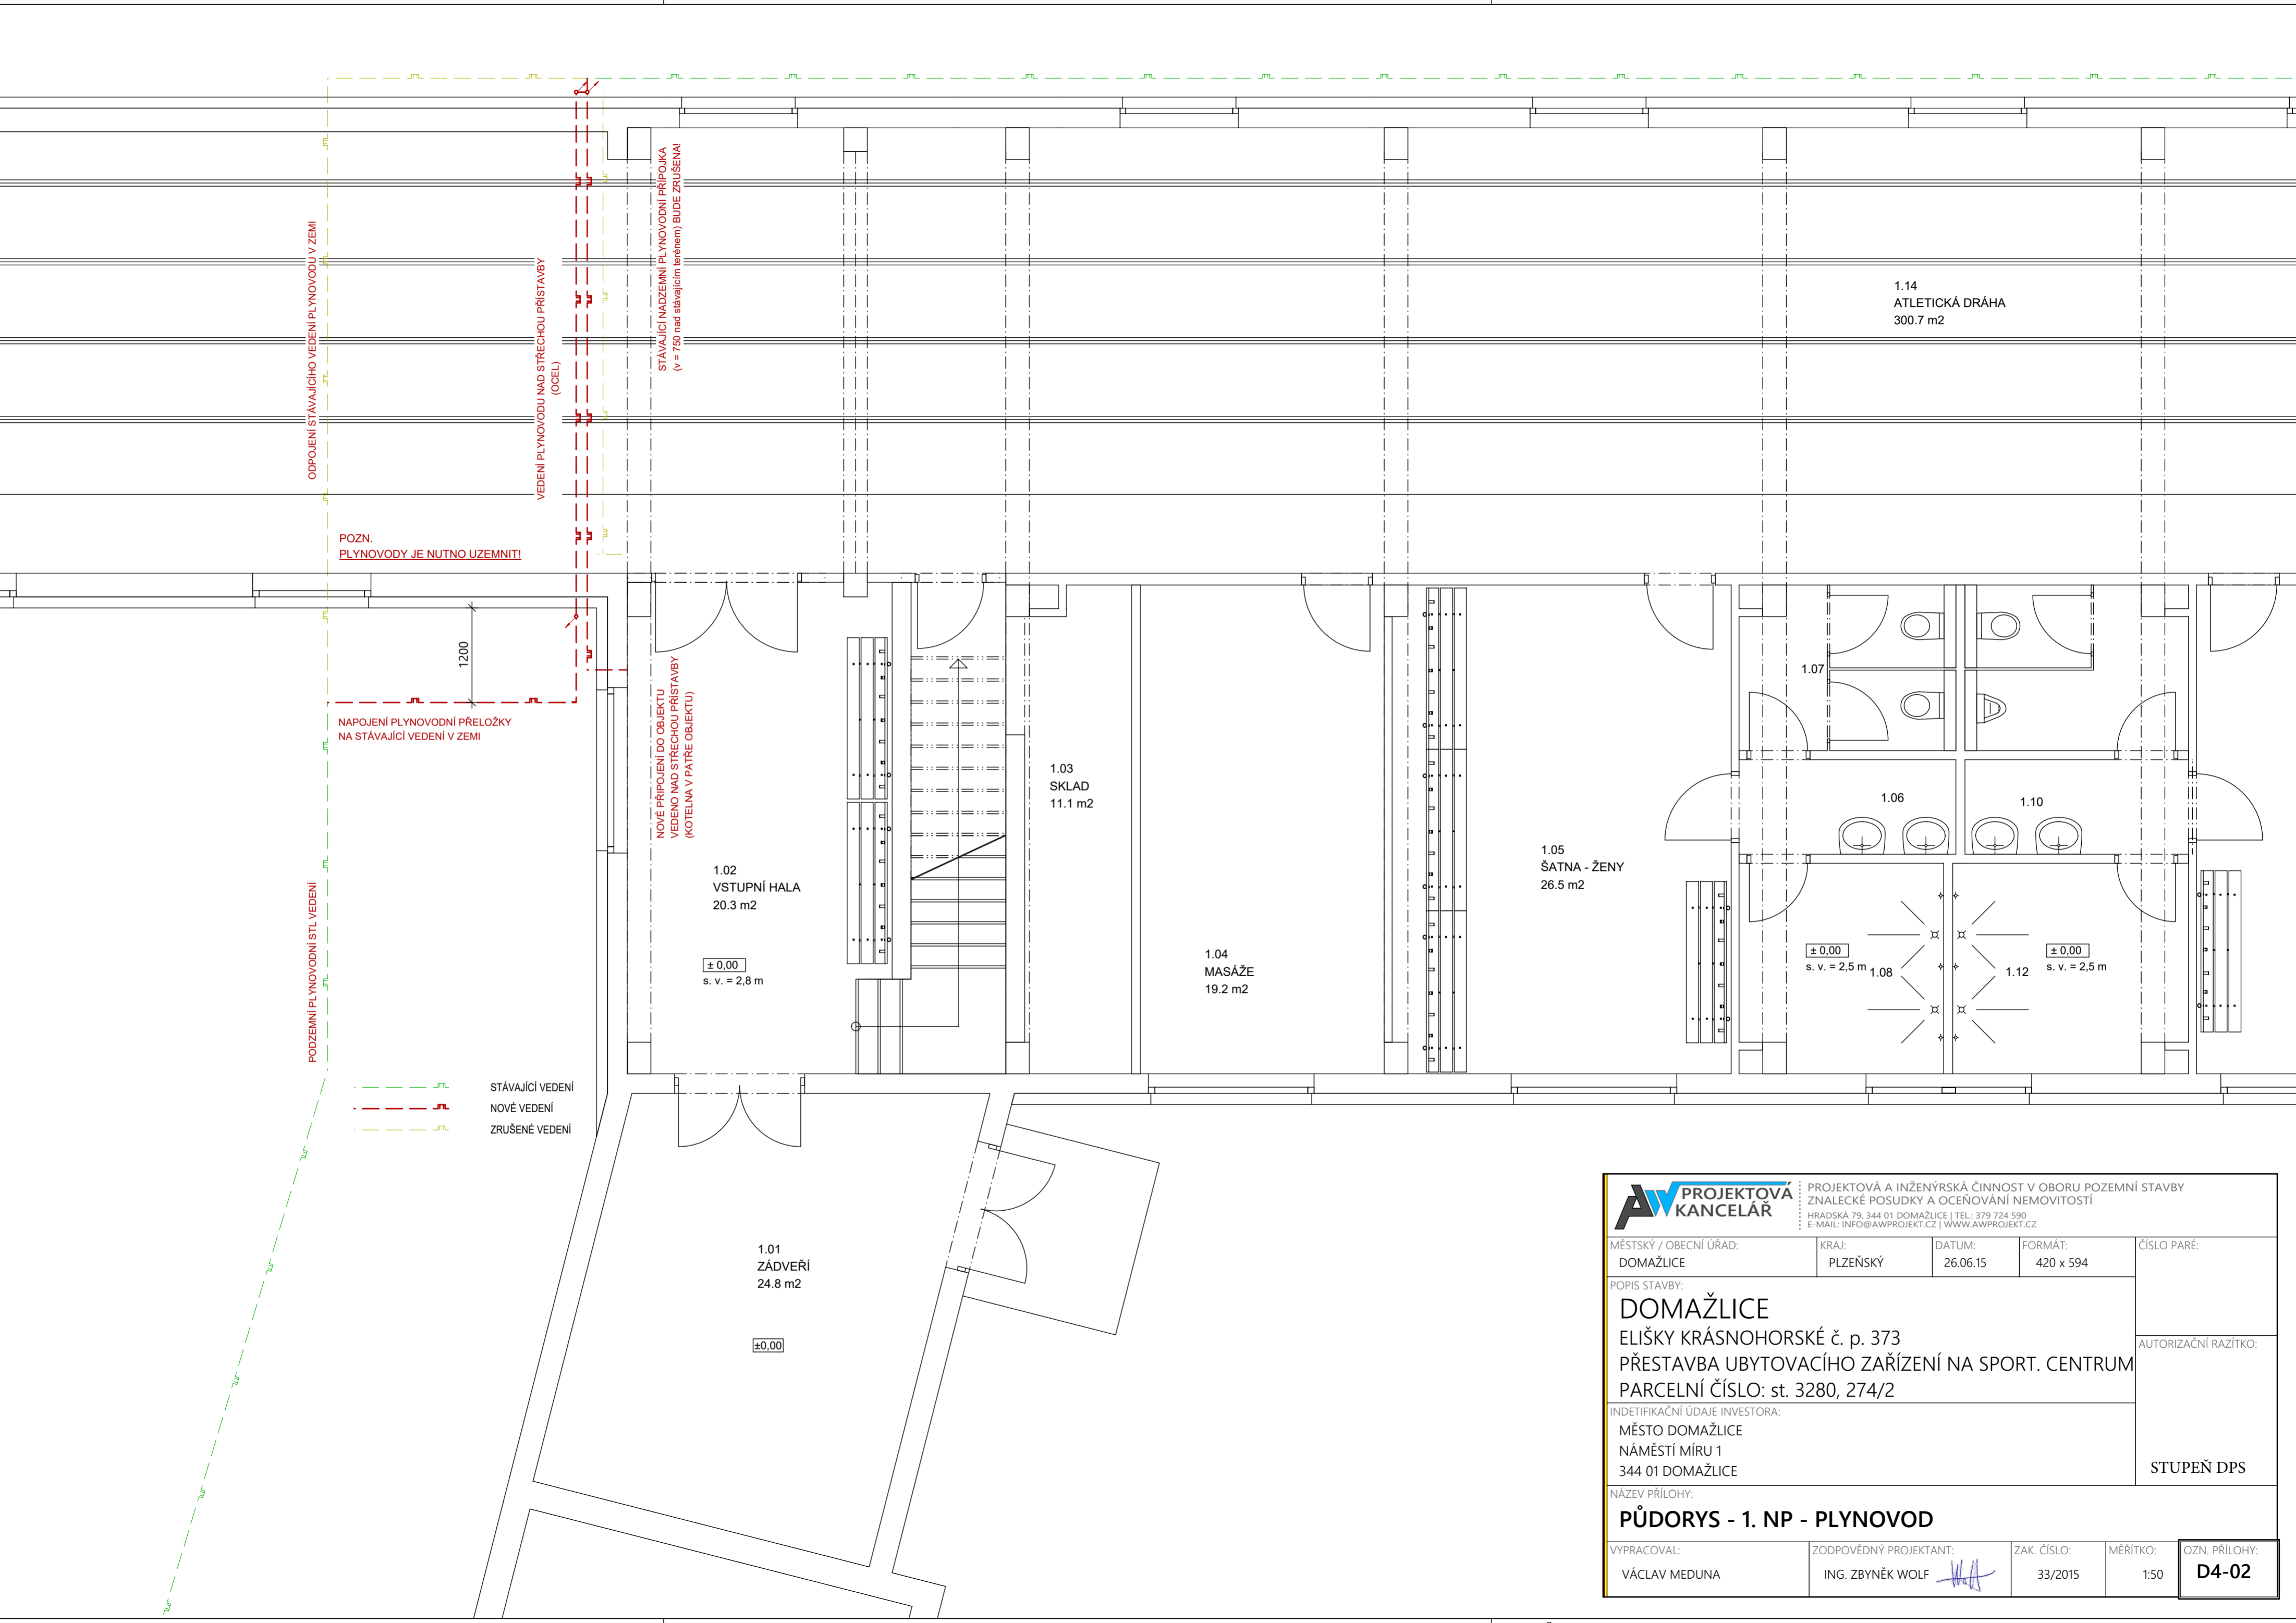 ODPOJENÍ STÁVAJÍCÍHO VEDENÍ PLYNOVODU V ZEMI
VEDENÍ PLYNOVODU NAD STŘECHOU PŘÍSTAVBY
(OCEL)
STÁVAJÍCÍ NADZEMNÍ PLYNOVODNÍ PŘÍPOJKA
(v = 750 nad stávajícím terénem) BUDE ZRUŠENA!
1.14
ATLETICKÁ DRÁHA
300.7 m2
POZN.
PLYNOVODY JE NUTNO UZEMNIT!
1200
NAPOJENÍ PLYNOVODNÍ PŘELOŽKY
NA STÁVAJÍCÍ VEDENÍ V ZEMI
NOVÉ PŘIPOJENÍ DO OBJEKTU
VEDENO NAD STŘECHOU PŘÍSTAVBY
(KOTELNA V PATŘE OBJEKTU)
1.07
1.03
SKLAD
11.1 m2
1.06
1.10
1.05
ŠATNA - ŽENY
26.5 m2
1.02
VSTUPNÍ HALA
20.3 m2
± 0,00
s. v. = 2,8 m
1.04
MASÁŽE
19.2 m2
± 0,00
s. v. = 2,5 m
1.08
1.12
± 0,00
s. v. = 2,5 m
PODZEMNÍ PLYNOVODNÍ STL VEDENÍ
STÁVAJÍCÍ VEDENÍ
NOVÉ VEDENÍ
ZRUŠENÉ VEDENÍ
1.01
ZÁDVEŘÍ
24.8 m2
±0,00
AW PROJEKTOVÁ
KANCELÁŘ
PROJEKTOVÁ A INŽENÝRSKÁ ČINNOST V OBORU POZEMNÍ STAVBY
ZNALECKÉ POSUDKY A OCEŇOVÁNÍ NEMOVITOSTÍ
HRADSKÁ 79, 344 01 DOMAŽLICE | TEL.: 379 724 590
E-MAIL: INFO@AWPROJEKT.CZ | WWW.AWPROJEKT.CZ
MĚSTSKÝ / OBECNÍ ÚŘAD:
DOMAŽLICE
KRAJ:
PLZEŇSKÝ
DATUM:
26.06.15
FORMÁT:
420 x 594
ČÍSLO PARÉ:
POPIS STAVBY:
DOMAŽLICE
ELIŠKY KRÁSNOHORSKÉ č. p. 373
PŘESTAVBA UBYTOVACÍHO ZAŘÍZENÍ NA SPORT. CENTRUM
PARCELNÍ ČÍSLO: st. 3280, 274/2
AUTORIZAČNÍ RAZÍTKO:
INDETIFIKAČNÍ ÚDAJE INVESTORA:
MĚSTO DOMAŽLICE
NÁMĚSTÍ MÍRU 1
344 01 DOMAŽLICE
STUPEŇ DPS
NÁZEV PŘÍLOHY:
PŮDORYS - 1. NP - PLYNOVOD
VYPRACOVAL:
VÁCLAV MEDUNA
ZODPOVĚDNÝ PROJEKTANT:
ING. ZBYNĚK WOLF
Wolf
ZAK. ČÍSLO:
33/2015
MĚŘÍTKO:
1:50
OZN. PŘÍLOHY:
D4-02